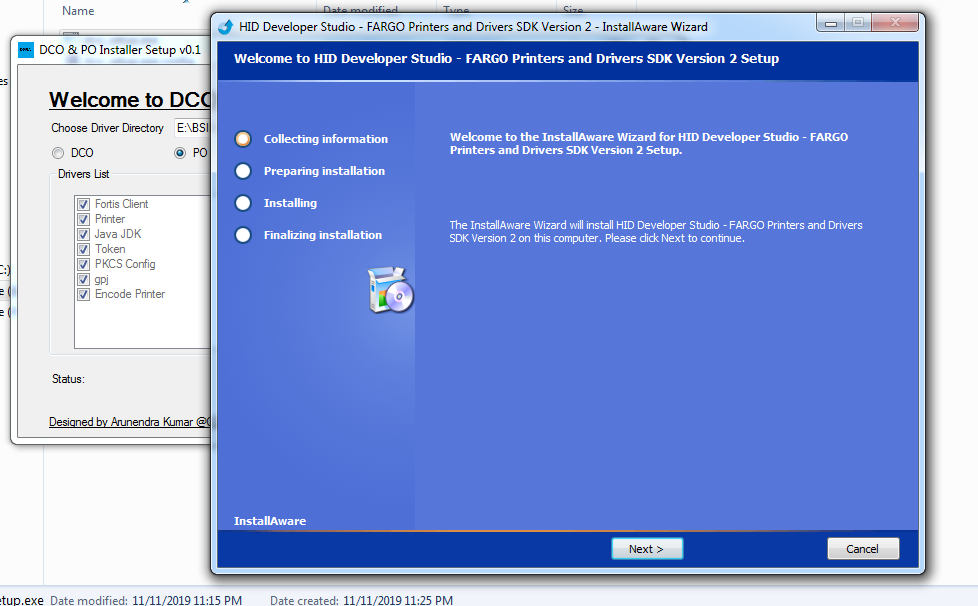 Name
Date modified
Type
Size
DCO & PO Installer Setup v0.1
Welcome to DCO
Choose Driver Directory E:\BSI
DCO PO
Drivers List
Fortis Client
Printer
Java JDK
Token
PKCS Config
gpj
Encode Printer
Status:
Designed by Arunendra Kumar @
HID Developer Studio - FARGO Printers and Drivers SDK Version 2 - InstallAware Wizard
Welcome to HID Developer Studio - FARGO Printers and Drivers SDK Version 2 Setup
Collecting information
Preparing installation
Installing
Finalizing installation
Welcome to the InstallAware Wizard for HID Developer Studio - FARGO
Printers and Drivers SDK Version 2 Setup.
The InstallAware Wizard will install HID Developer Studio - FARGO Printers and Drivers
SDK Version 2 on this computer. Please click Next to continue.
InstallAware
Next >
Cancel
etup.exe Date modified: 11/11/2019 11:15 PM Date created: 11/11/2019 11:25 PM